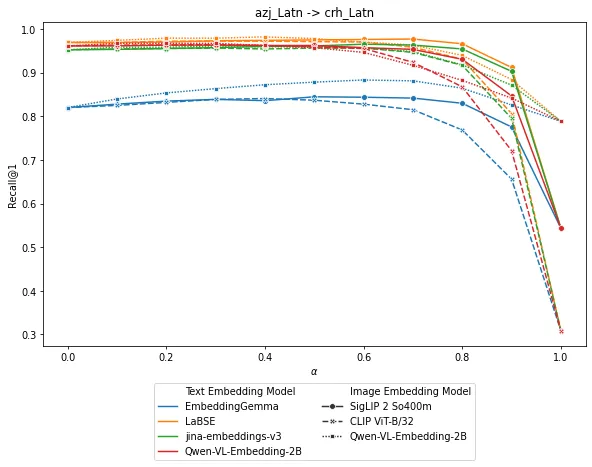 azj_Latn -> crh_Latn
1.0
0.9
0.8
0.7
0.6
0.5
0.4
0.3
Recall@1
0.0 0.2 0.4 0.6 0.8 1.0
α
Text Embedding Model
EmbeddingGemma
LaBSE
jina-embeddings-v3
Qwen-VL-Embedding-2B
Image Embedding Model
SigLIP 2 So400m
CLIP ViT-B/32
Qwen-VL-Embedding-2B